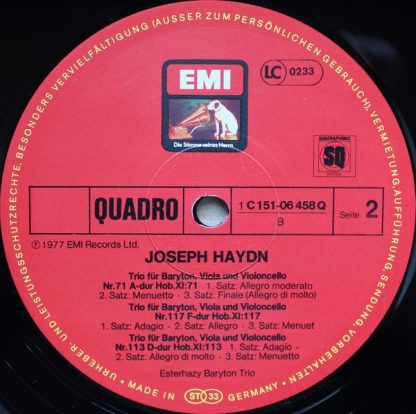 URHEBER- UND LEISTUNGSSCHUTZRECHTE, BESONDERS VERVIELFÄLTIGUNG (AUSSER ZUM PERSÖNLICHEN GEBRAUCH), VERMIETUNG, AUFFÜHRUNG, SENDUNG, VORBEHALTEN •
EMI
Die Stimme seines Herrn
LC 0233
QUADRAPHONIC
SQ
QUADRO
1 C 151-06 458 Q
B
Seite 2
Ⓟ 1977 EMI Records Ltd.
JOSEPH HAYDN
Trio für Baryton, Viola und Violoncello
Nr.71 A-dur Hob.XI:71 1. Satz: Allegro moderato
2. Satz: Menuetto · 3. Satz: Finale (Allegro di molto)
Trio für Baryton, Viola und Violoncello
Nr.117 F-dur Hob.XI:117
1. Satz: Adagio · 2. Satz: Allegro · 3. Satz: Menuet
Trio für Baryton, Viola und Violoncello
Nr.113 D-dur Hob.XI:113 1. Satz: Adagio ·
2. Satz: Allegro di molto · 3. Satz: Menuetto
Esterhazy Baryton Trio
• MADE IN STO 33 GERMANY •